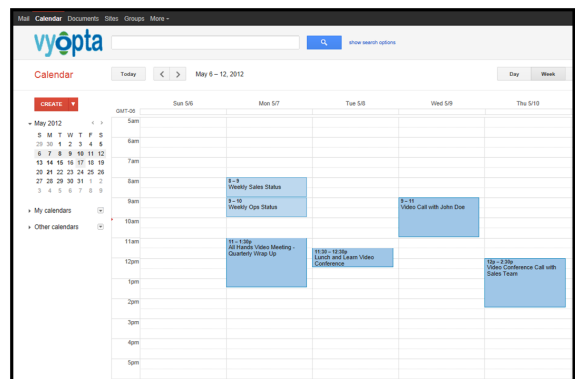 Mail Calendar Documents Sites Groups More
vyopta
show search options
Calendar
Today
May 6 – 12, 2012
Day Week
CREATE
Sun 5/6 Mon 5/7 Tue 5/8 Wed 5/9 Thu 5/10
May 2012
S M T W T F S
29 30 1 2 3 4 5
6 7 8 9 10 11 12
13 14 15 16 17 18 19
20 21 22 23 24 25 26
27 28 29 30 31 1 2
3 4 5 6 7 8 9
My calendars
Other calendars
5am
6am
7am
8am
9am
10am
11am
12pm
1pm
2pm
3pm
4pm
5pm
8 – 9
Weekly Sales Status
9 – 10
Weekly Ops Status
11 – 1:30p
All Hands Video Meeting -
Quarterly Wrap Up
11:30 – 12:30p
Lunch and Learn Video
Conference
9 – 11
Video Call with John Doe
12p – 2:30p
Video Conference Call with
Sales Team